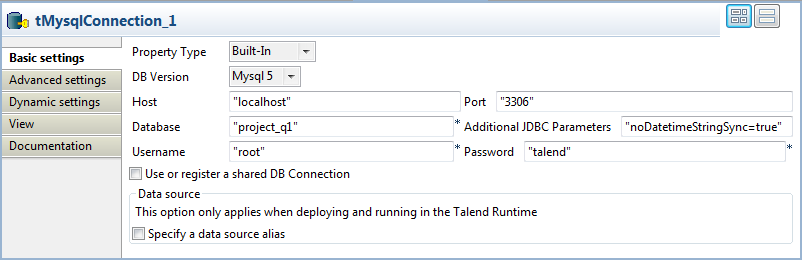 tMysqlConnection_1
Basic settings
Advanced settings
Dynamic settings
View
Documentation
Property Type Built-In
DB Version Mysql 5
Host "localhost" Port "3306"
Database "project_q1" * Additional JDBC Parameters "noDatetimeStringSync=true"
Username "root" * Password "talend" *
Use or register a shared DB Connection
Data source
This option only applies when deploying and running in the Talend Runtime
Specify a data source alias